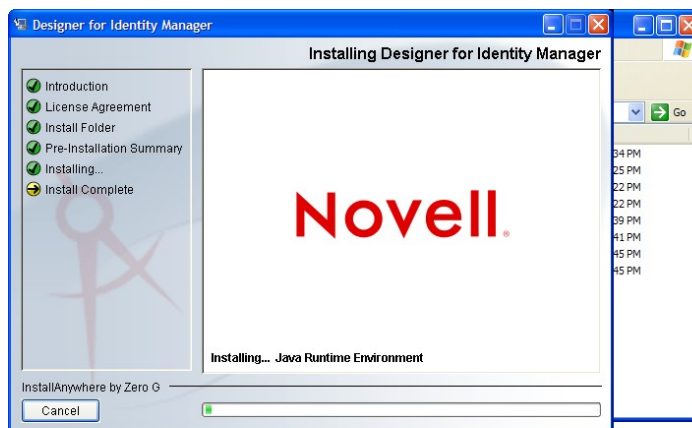 Designer for Identity Manager
Installing Designer for Identity Manager
Introduction
License Agreement
Install Folder
Pre-Installation Summary
Installing...
Install Complete
Novell®
Installing... Java Runtime Environment
InstallAnywhere by Zero G
Cancel
Go
34 PM
25 PM
22 PM
22 PM
39 PM
41 PM
45 PM
45 PM